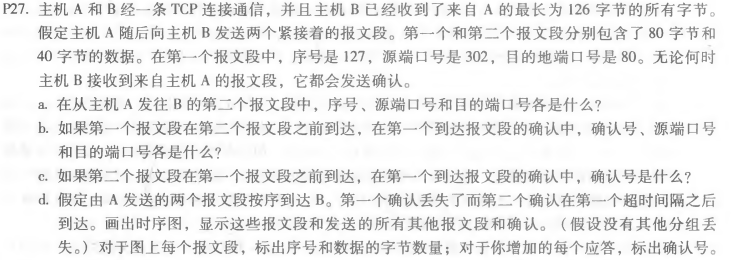 P27. 主机 A 和 B 经一条 TCP 连接通信，并且主机 B 已经收到了来自 A 的最长为 126 字节的所有字节。
假定主机 A 随后向主机 B 发送两个紧接着的报文段。第一个和第二个报文段分别包含了 80 字节和
40 字节的数据。在第一个报文段中，序号是 127，源端口号是 302，目的地端口号是 80。无论何时
主机 B 接收到来自主机 A 的报文段，它都会发送确认。
a. 在从主机 A 发往 B 的第二个报文段中，序号、源端口号和目的端口号各是什么？
b. 如果第一个报文段在第二个报文段之前到达，在第一个到达报文段的确认中，确认号、源端口号
和目的端口号各是什么？
c. 如果第二个报文段在第一个报文段之前到达，在第一个到达报文段的确认中，确认号是什么？
d. 假定由 A 发送的两个报文段按序到达 B。第一个确认丢失了而第二个确认在第一个超时间隔之后
到达。画出时序图，显示这些报文段和发送的所有其他报文段和确认。（假设没有其他分组丢
失。）对于图上每个报文段，标出序号和数据的字节数量；对于你增加的每个应答，标出确认号。